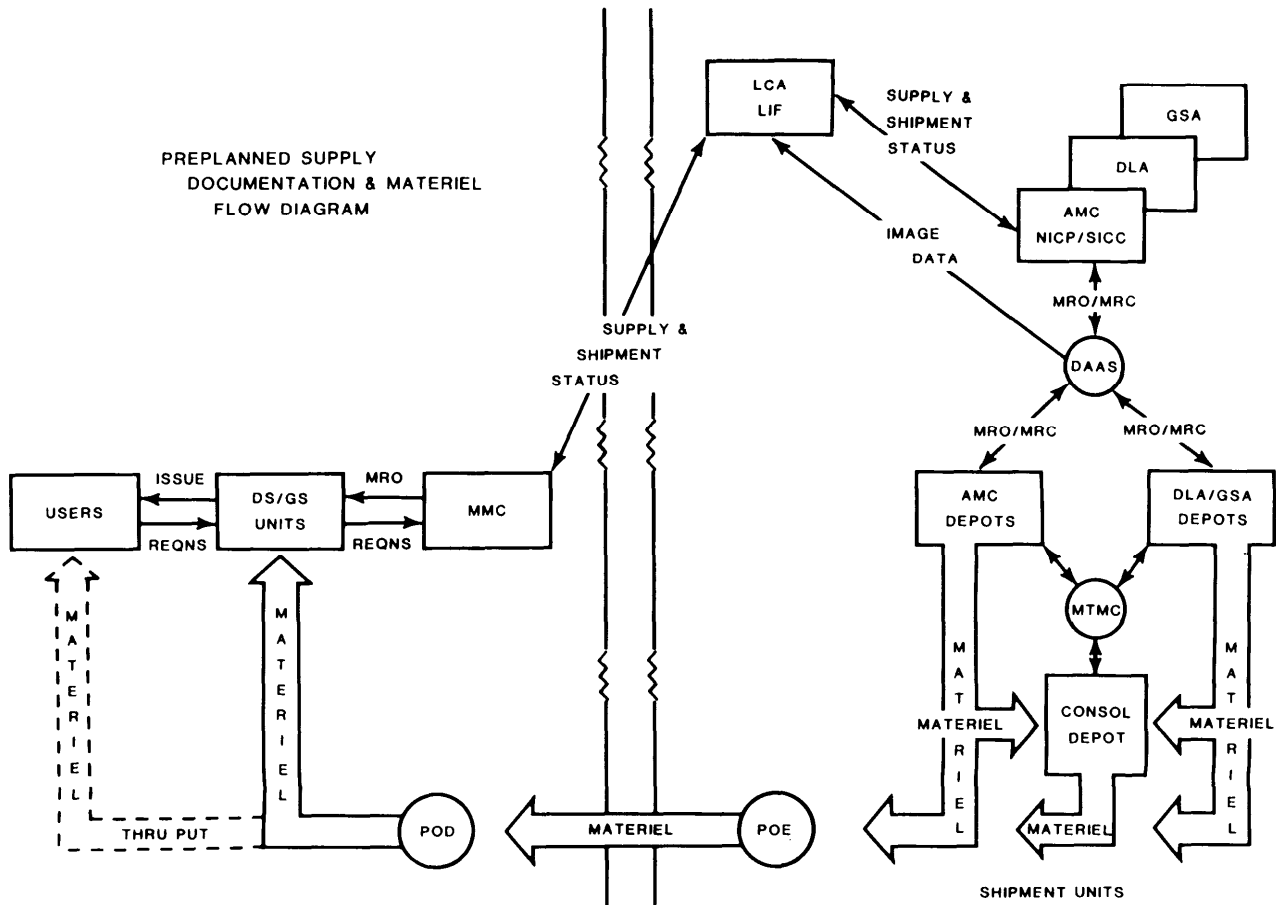 PREPLANNED SUPPLY
DOCUMENTATION & MATERIEL
FLOW DIAGRAM
LCA
LIF
SUPPLY &
SHIPMENT
STATUS
GSA
DLA
AMC
NICP/SICC
IMAGE
DATA
MRO/MRC
DAAS
SUPPLY &
SHIPMENT
STATUS
MRO/MRC
MRO/MRC
USERS
ISSUE
REQNS
DS/GS
UNITS
MRO
REQNS
MMC
AMC
DEPOTS
DLA/GSA
DEPOTS
MTMC
MATERIEL
MATERIEL
MATERIEL
MATERIEL
CONSOL
DEPOT
MATERIEL
MATERIEL
THRU PUT
POD
MATERIEL
POE
MATERIEL
SHIPMENT UNITS